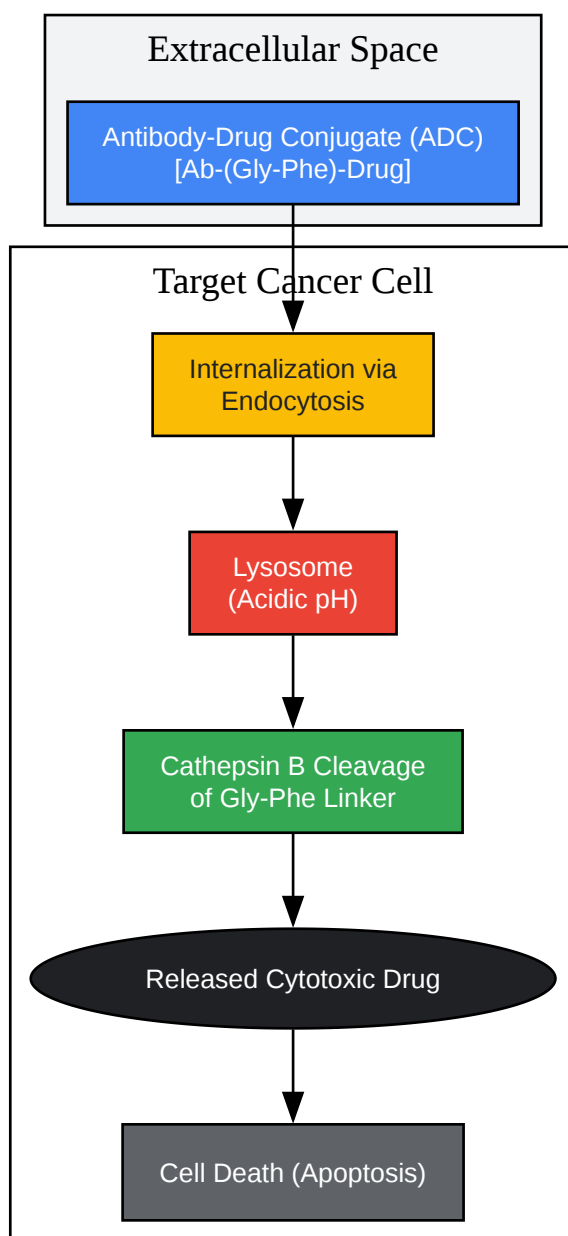 Extracellular Space
Antibody-Drug Conjugate (ADC)
[Ab-(Gly-Phe)-Drug]
Target Cancer Cell
Internalization via
Endocytosis
Lysosome
(Acidic pH)
Cathepsin B Cleavage
of Gly-Phe Linker
Released Cytotoxic Drug
Cell Death (Apoptosis)